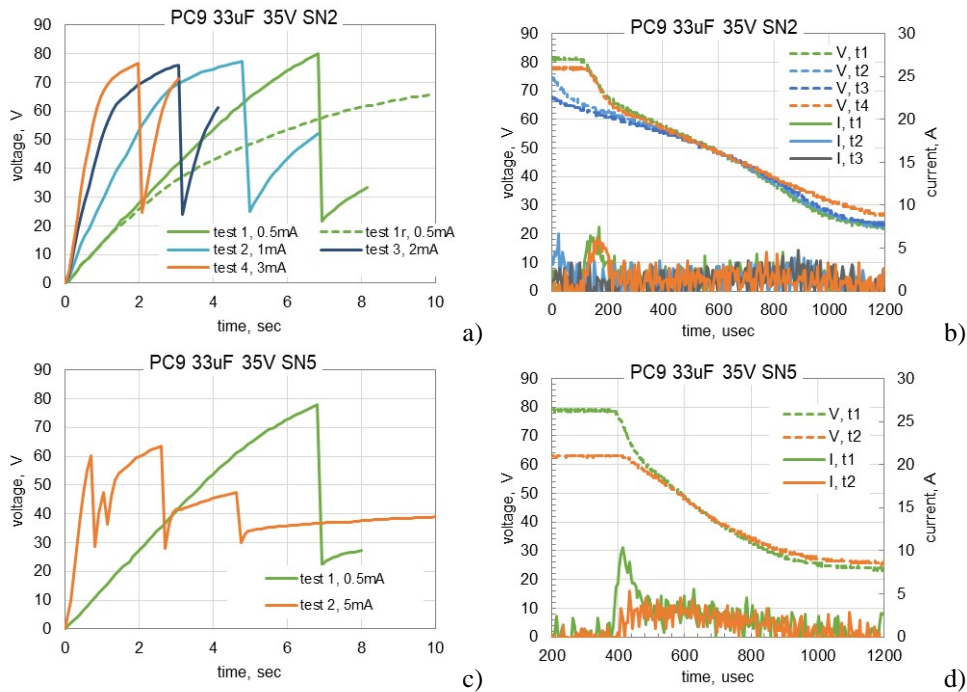 PC9 33uF 35V SN2
90
80
70
60
50
40
30
20
10
0
voltage, V
test 1, 0.5mA
test 1r, 0.5mA
test 2, 1mA
test 3, 2mA
test 4, 3mA
0 2 4 6 8 10
time, sec
a)
PC9 33uF 35V SN2
90
80
70
60
50
40
30
20
10
0
voltage, V
V, t1
V, t2
V, t3
V, t4
I, t1
I, t2
I, t3
30
25
20
15
10
5
0
current, A
0 200 400 600 800 1000 1200
time, usec
b)
PC9 33uF 35V SN5
90
80
70
60
50
40
30
20
10
0
voltage, V
test 1, 0.5mA
test 2, 5mA
0 2 4 6 8 10
time, sec
c)
PC9 33uF 35V SN5
90
80
70
60
50
40
30
20
10
0
voltage, V
V, t1
V, t2
I, t1
I, t2
30
25
20
15
10
5
0
current, A
200 400 600 800 1000 1200
time, usec
d)